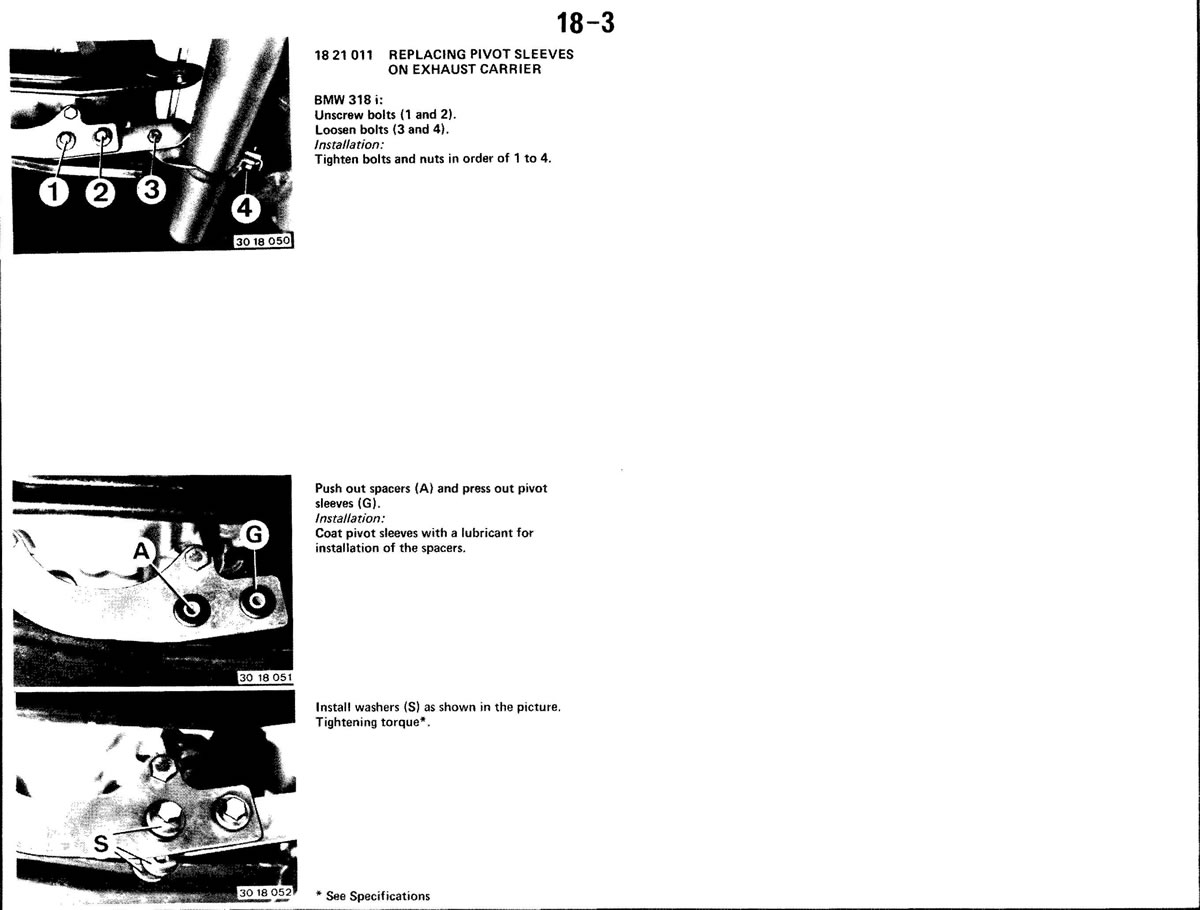 18-3
18 21 011 REPLACING PIVOT SLEEVES
ON EXHAUST CARRIER
BMW 318 i:
Unscrew bolts (1 and 2).
Loosen bolts (3 and 4).
Installation:
Tighten bolts and nuts in order of 1 to 4.
1 2 3 4
30 18 050
Push out spacers (A) and press out pivot
sleeves (G).
Installation:
Coat pivot sleeves with a lubricant for
installation of the spacers.
A G
30 18 051
Install washers (S) as shown in the picture.
Tightening torque*.
S
30 18 052
* See Specifications